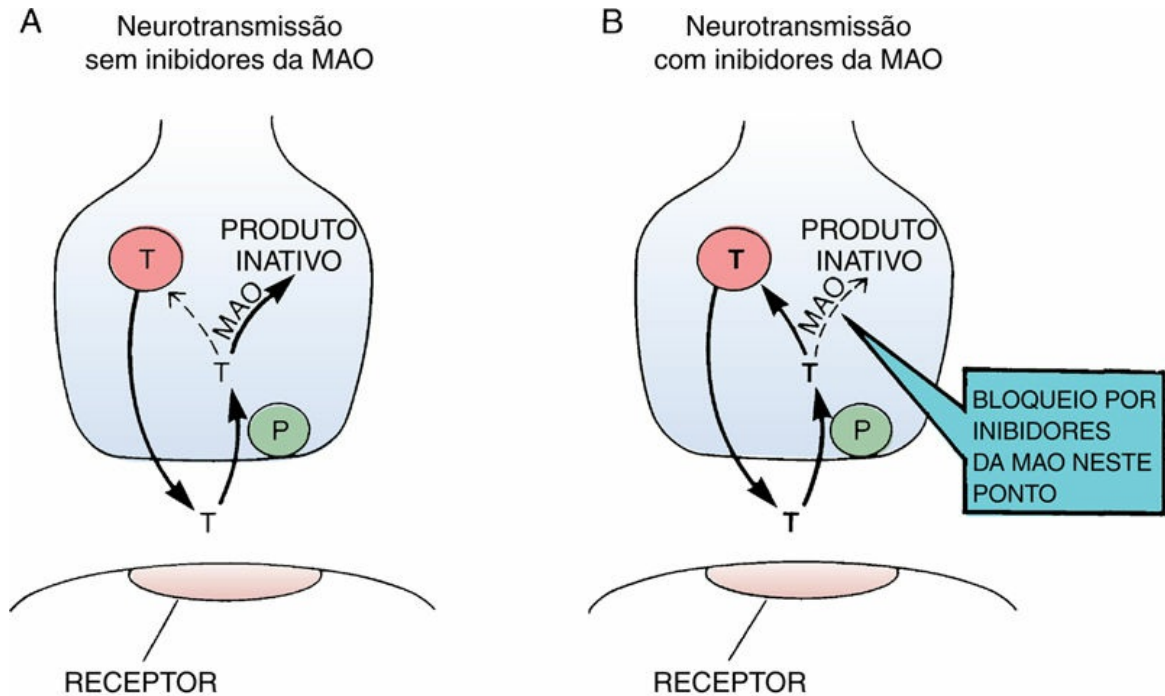 A
Neurotransmissão
sem inibidores da MAO
T
PRODUTO
INATIVO
MAO
T
P
T
RECEPTOR
B
Neurotransmissão
com inibidores da MAO
T
PRODUTO
INATIVO
MAO
T
P
T
BLOQUEIO POR
INIBIDORES
DA MAO NESTE
PONTO
RECEPTOR